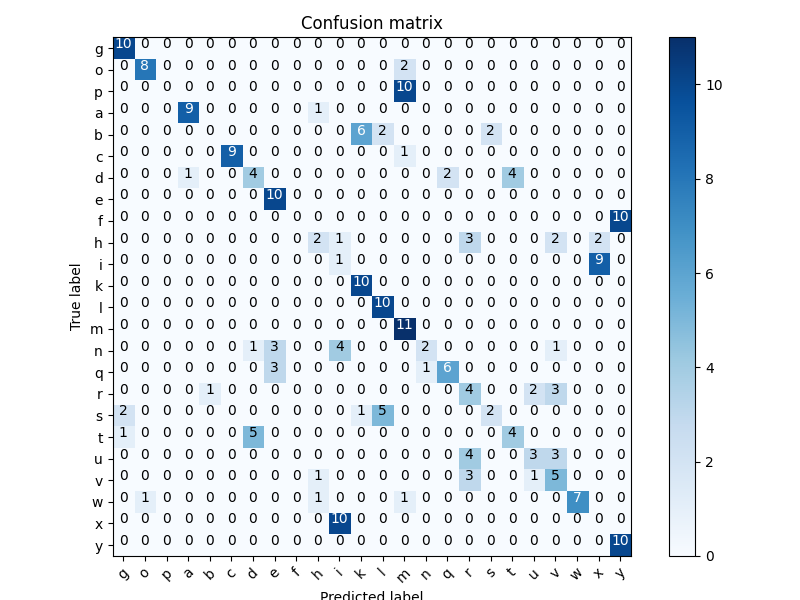 Confusion matrix
g 10 0 0 0 0 0 0 0 0 0 0 0 0 0 0 0 0 0 0 0 0 0 0 0
o 0 8 0 0 0 0 0 0 0 0 0 0 0 2 0 0 0 0 0 0 0 0 0 0
p 0 0 0 0 0 0 0 0 0 0 0 0 0 10 0 0 0 0 0 0 0 0 0 0
a 0 0 0 9 0 0 0 0 0 1 0 0 0 0 0 0 0 0 0 0 0 0 0 0
b 0 0 0 0 0 0 0 0 0 0 0 6 2 0 0 0 0 2 0 0 0 0 0 0
c 0 0 0 0 0 9 0 0 0 0 0 0 0 1 0 0 0 0 0 0 0 0 0 0
d 0 0 0 1 0 0 4 0 0 0 0 0 0 0 0 2 0 0 4 0 0 0 0 0
e 0 0 0 0 0 0 0 10 0 0 0 0 0 0 0 0 0 0 0 0 0 0 0 0
f 0 0 0 0 0 0 0 0 0 0 0 0 0 0 0 0 0 0 0 0 0 0 0 10
h 0 0 0 0 0 0 0 0 0 2 1 0 0 0 0 0 3 0 0 0 2 0 2 0
i 0 0 0 0 0 0 0 0 0 0 1 0 0 0 0 0 0 0 0 0 0 0 9 0
k 0 0 0 0 0 0 0 0 0 0 0 10 0 0 0 0 0 0 0 0 0 0 0 0
l 0 0 0 0 0 0 0 0 0 0 0 0 10 0 0 0 0 0 0 0 0 0 0 0
m 0 0 0 0 0 0 0 0 0 0 0 0 0 11 0 0 0 0 0 0 0 0 0 0
n 0 0 0 0 0 0 1 3 0 0 4 0 0 0 2 0 0 0 0 0 1 0 0 0
q 0 0 0 0 0 0 0 3 0 0 0 0 0 0 1 6 0 0 0 0 0 0 0 0
r 0 0 0 0 1 0 0 0 0 0 0 0 0 0 0 0 4 0 0 2 3 0 0 0
s 2 0 0 0 0 0 0 0 0 0 0 1 5 0 0 0 0 2 0 0 0 0 0 0
t 1 0 0 0 0 0 5 0 0 0 0 0 0 0 0 0 0 0 4 0 0 0 0 0
u 0 0 0 0 0 0 0 0 0 0 0 0 0 0 0 0 4 0 0 3 3 0 0 0
v 0 0 0 0 0 0 0 0 0 1 0 0 0 0 0 0 3 0 0 1 5 0 0 0
w 0 1 0 0 0 0 0 0 0 1 0 0 0 1 0 0 0 0 0 0 0 7 0 0
x 0 0 0 0 0 0 0 0 0 0 10 0 0 0 0 0 0 0 0 0 0 0 0 0
y 0 0 0 0 0 0 0 0 0 0 0 0 0 0 0 0 0 0 0 0 0 0 0 10
g o p a b c d e f h i k l m n q r s t u v w x y
True label
Predicted label
10
8
6
4
2
0